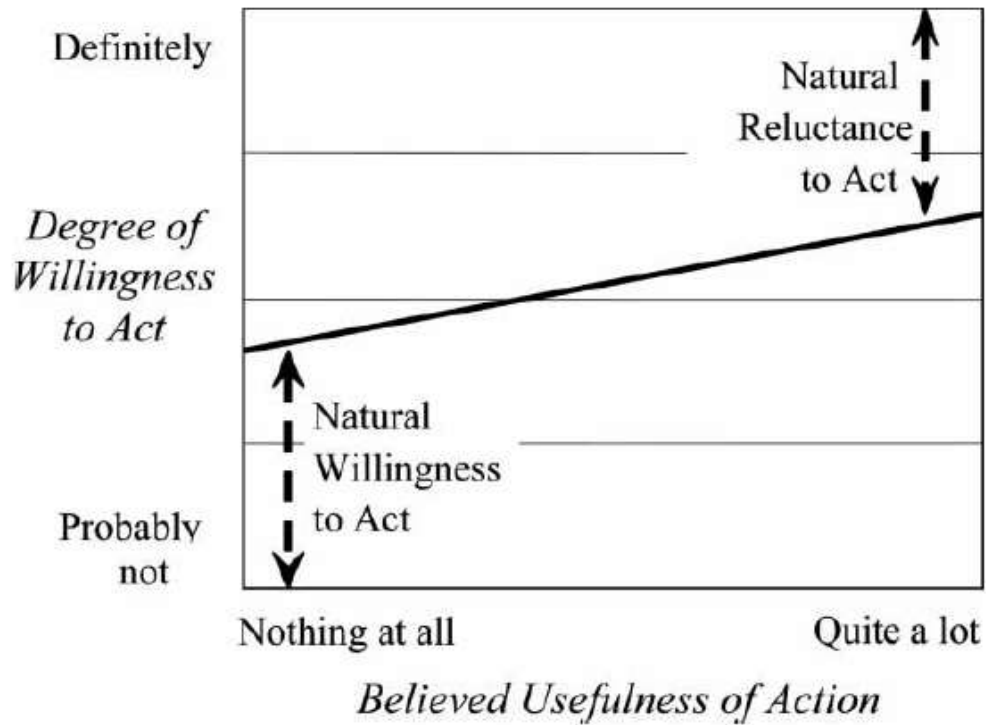 Definitely
Natural
Reluctance
to Act
Degree of
Willingness
to Act
Natural
Willingness
to Act
Probably
not
Nothing at all
Quite a lot
Believed Usefulness of Action